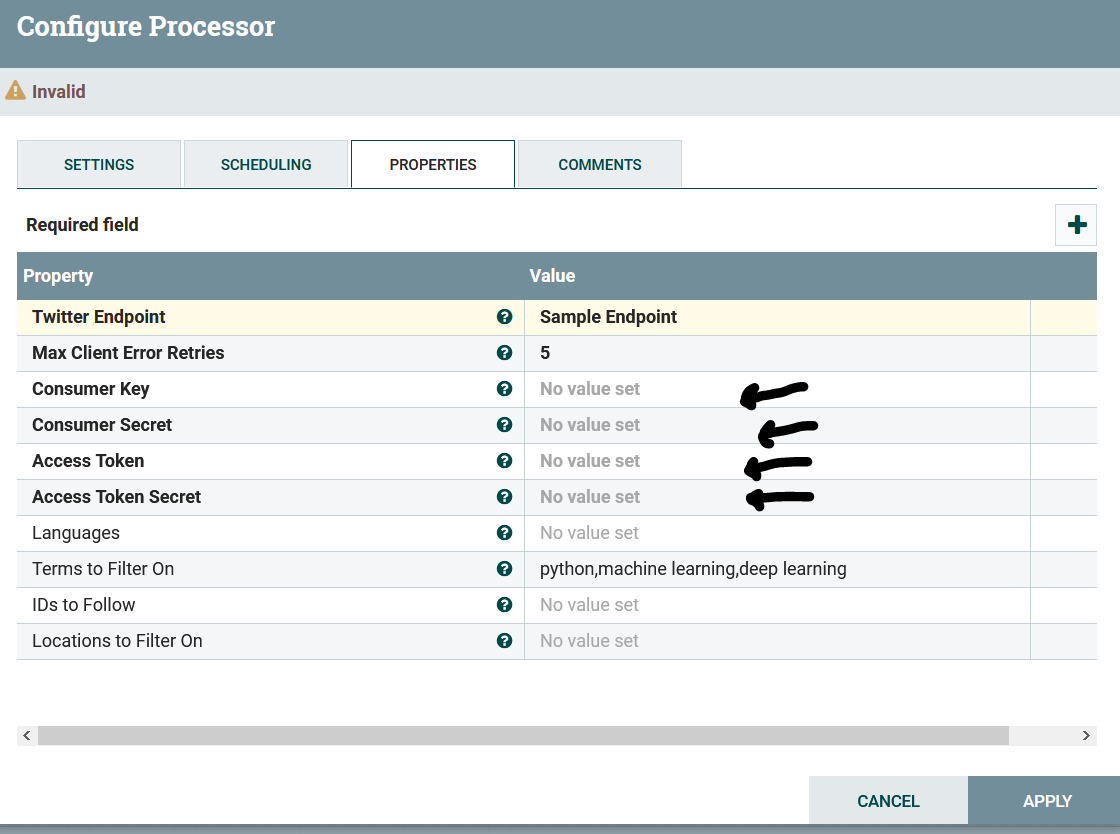 Configure Processor
Invalid
SETTINGS SCHEDULING PROPERTIES COMMENTS
Required field
Property Value
Twitter Endpoint Sample Endpoint
Max Client Error Retries 5
Consumer Key No value set
Consumer Secret No value set
Access Token No value set
Access Token Secret No value set
Languages No value set
Terms to Filter On python,machine learning,deep learning
IDs to Follow No value set
Locations to Filter On No value set
CANCEL APPLY